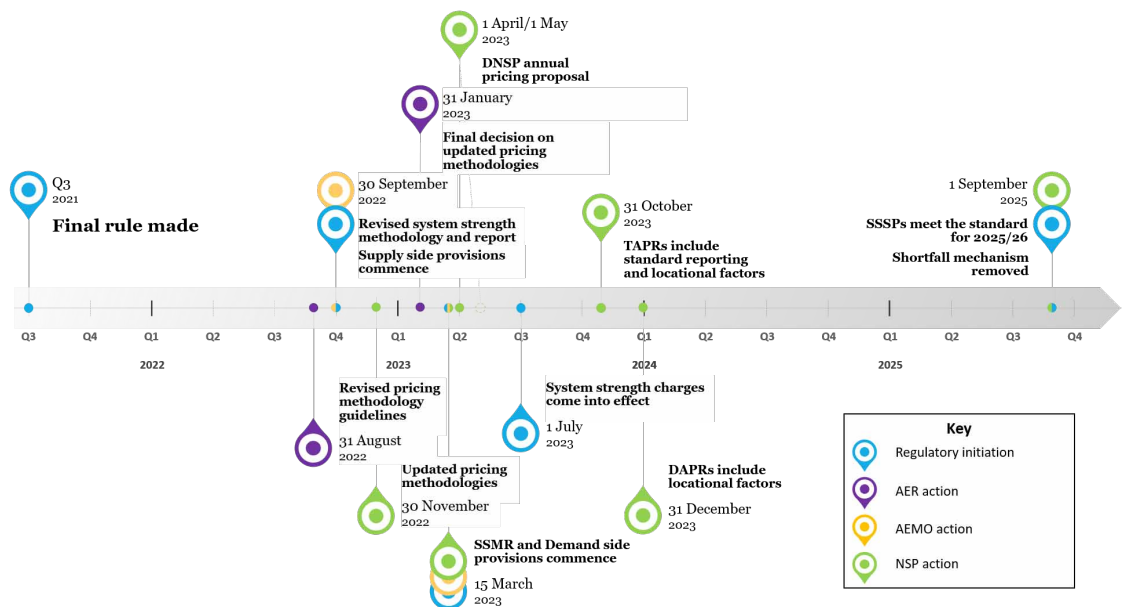 1 April/1 May
2023
DNSP annual
pricing proposal
31 January
2023
Final decision on
updated pricing
methodologies
Q3
2021
Final rule made
30 September
2022
Revised system strength
methodology and report
Supply side provisions
commence
31 October
2023
TAPRs include
standard reporting
and locational factors
1 September
2025
SSSPs meet the standard
for 2025/26
Shortfall mechanism
removed
Q3 Q4 Q1 Q2 Q3 Q4 Q1 Q2 Q3 Q4 Q1 Q2 Q3 Q4 Q1 Q2 Q3 Q4
2022 2023 2024 2025
Revised pricing
methodology
guidelines
31 August
2022
Updated pricing
methodologies
30 November
2022
SSMR and Demand side
provisions commence
15 March
2023
System strength charges
come into effect
1 July
2023
DAPRs include
locational factors
31 December
2023
Key
Regulatory initiation
AER action
AEMO action
NSP action